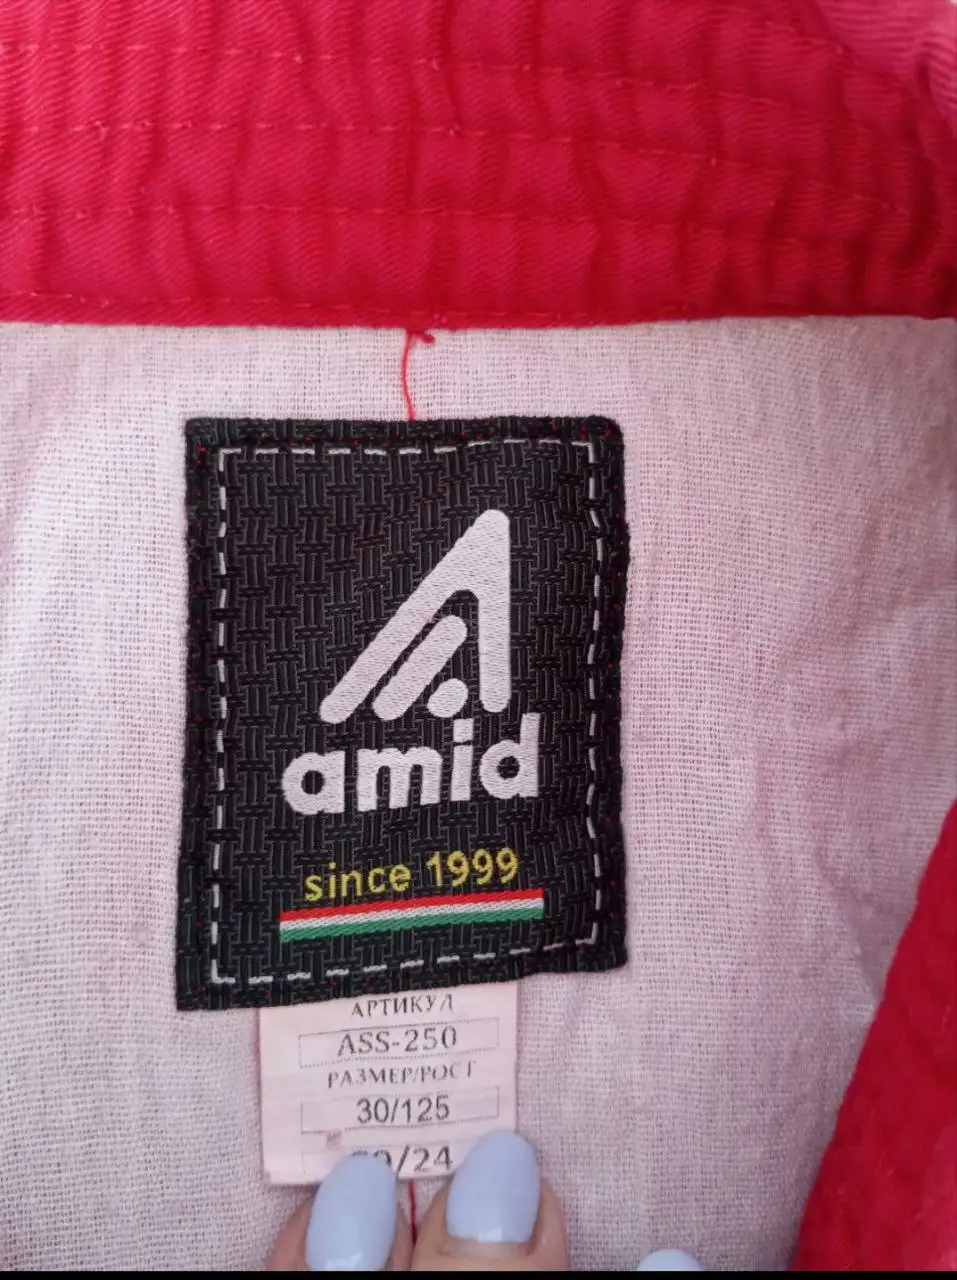 amid
since 1999
АРТИКУЛ
ASS-250
РАЗМЕР/РОСТ
30/125